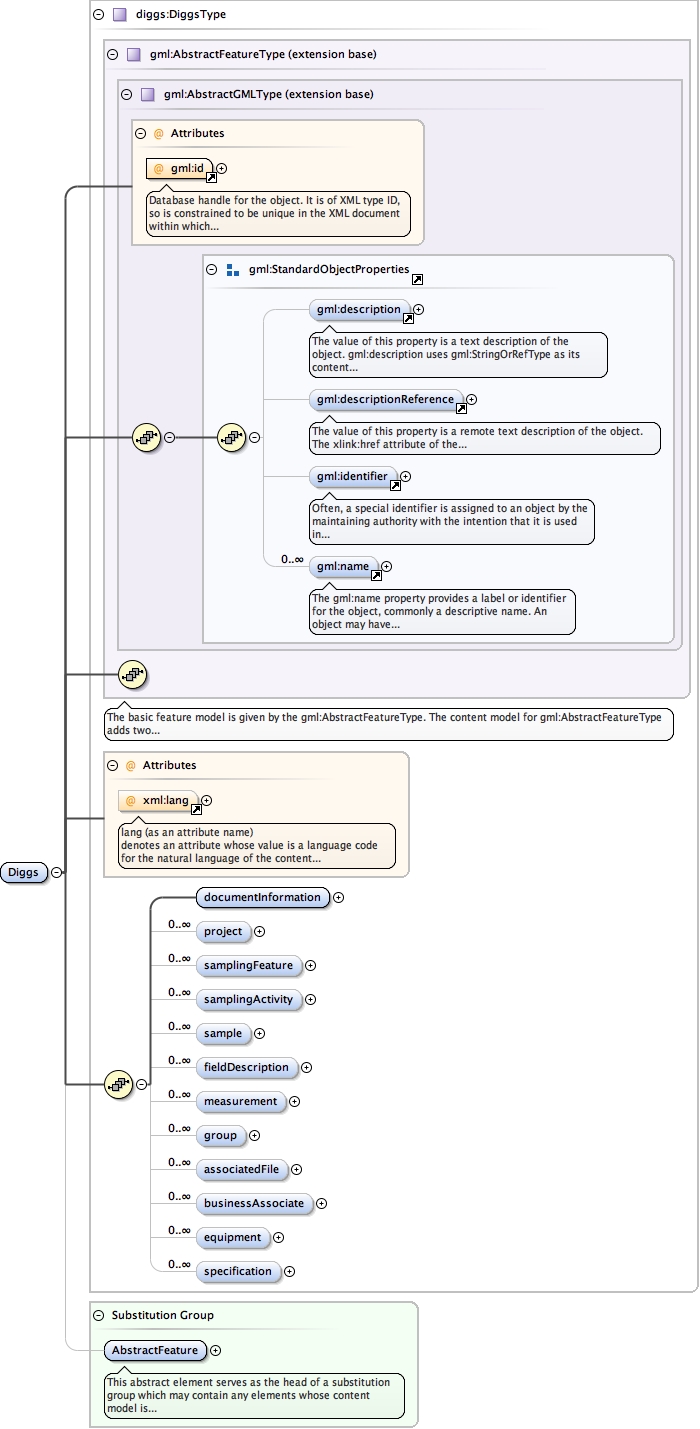 diggs:DiggsType
gml:AbstractFeatureType (extension base)
gml:AbstractGMLType (extension base)
@ Attributes
@ gml:id
Database handle for the object. It is of XML type ID,
so is constrained to be unique in the XML document
within which...
gml:StandardObjectProperties
gml:description
The value of this property is a text description of the
object. gml:description uses gml:StringOrRefType as its
content...
gml:descriptionReference
The value of this property is a remote text description of the object.
The xlink:href attribute of the...
gml:identifier
Often, a special identifier is assigned to an object by the
maintaining authority with the intention that it is used
in...
0..∞ gml:name
The gml:name property provides a label or identifier
for the object, commonly a descriptive name. An
object may have...
The basic feature model is given by the gml:AbstractFeatureType. The content model for gml:AbstractFeatureType
adds two...
@ Attributes
@ xml:lang
lang (as an attribute name)
denotes an attribute whose value is a language code
for the natural language of the content...
Diggs
documentInformation
0..∞ project
0..∞ samplingFeature
0..∞ samplingActivity
0..∞ sample
0..∞ fieldDescription
0..∞ measurement
0..∞ group
0..∞ associatedFile
0..∞ businessAssociate
0..∞ equipment
0..∞ specification
Substitution Group
AbstractFeature
This abstract element serves as the head of a substitution
group which may contain any elements whose content
model is...